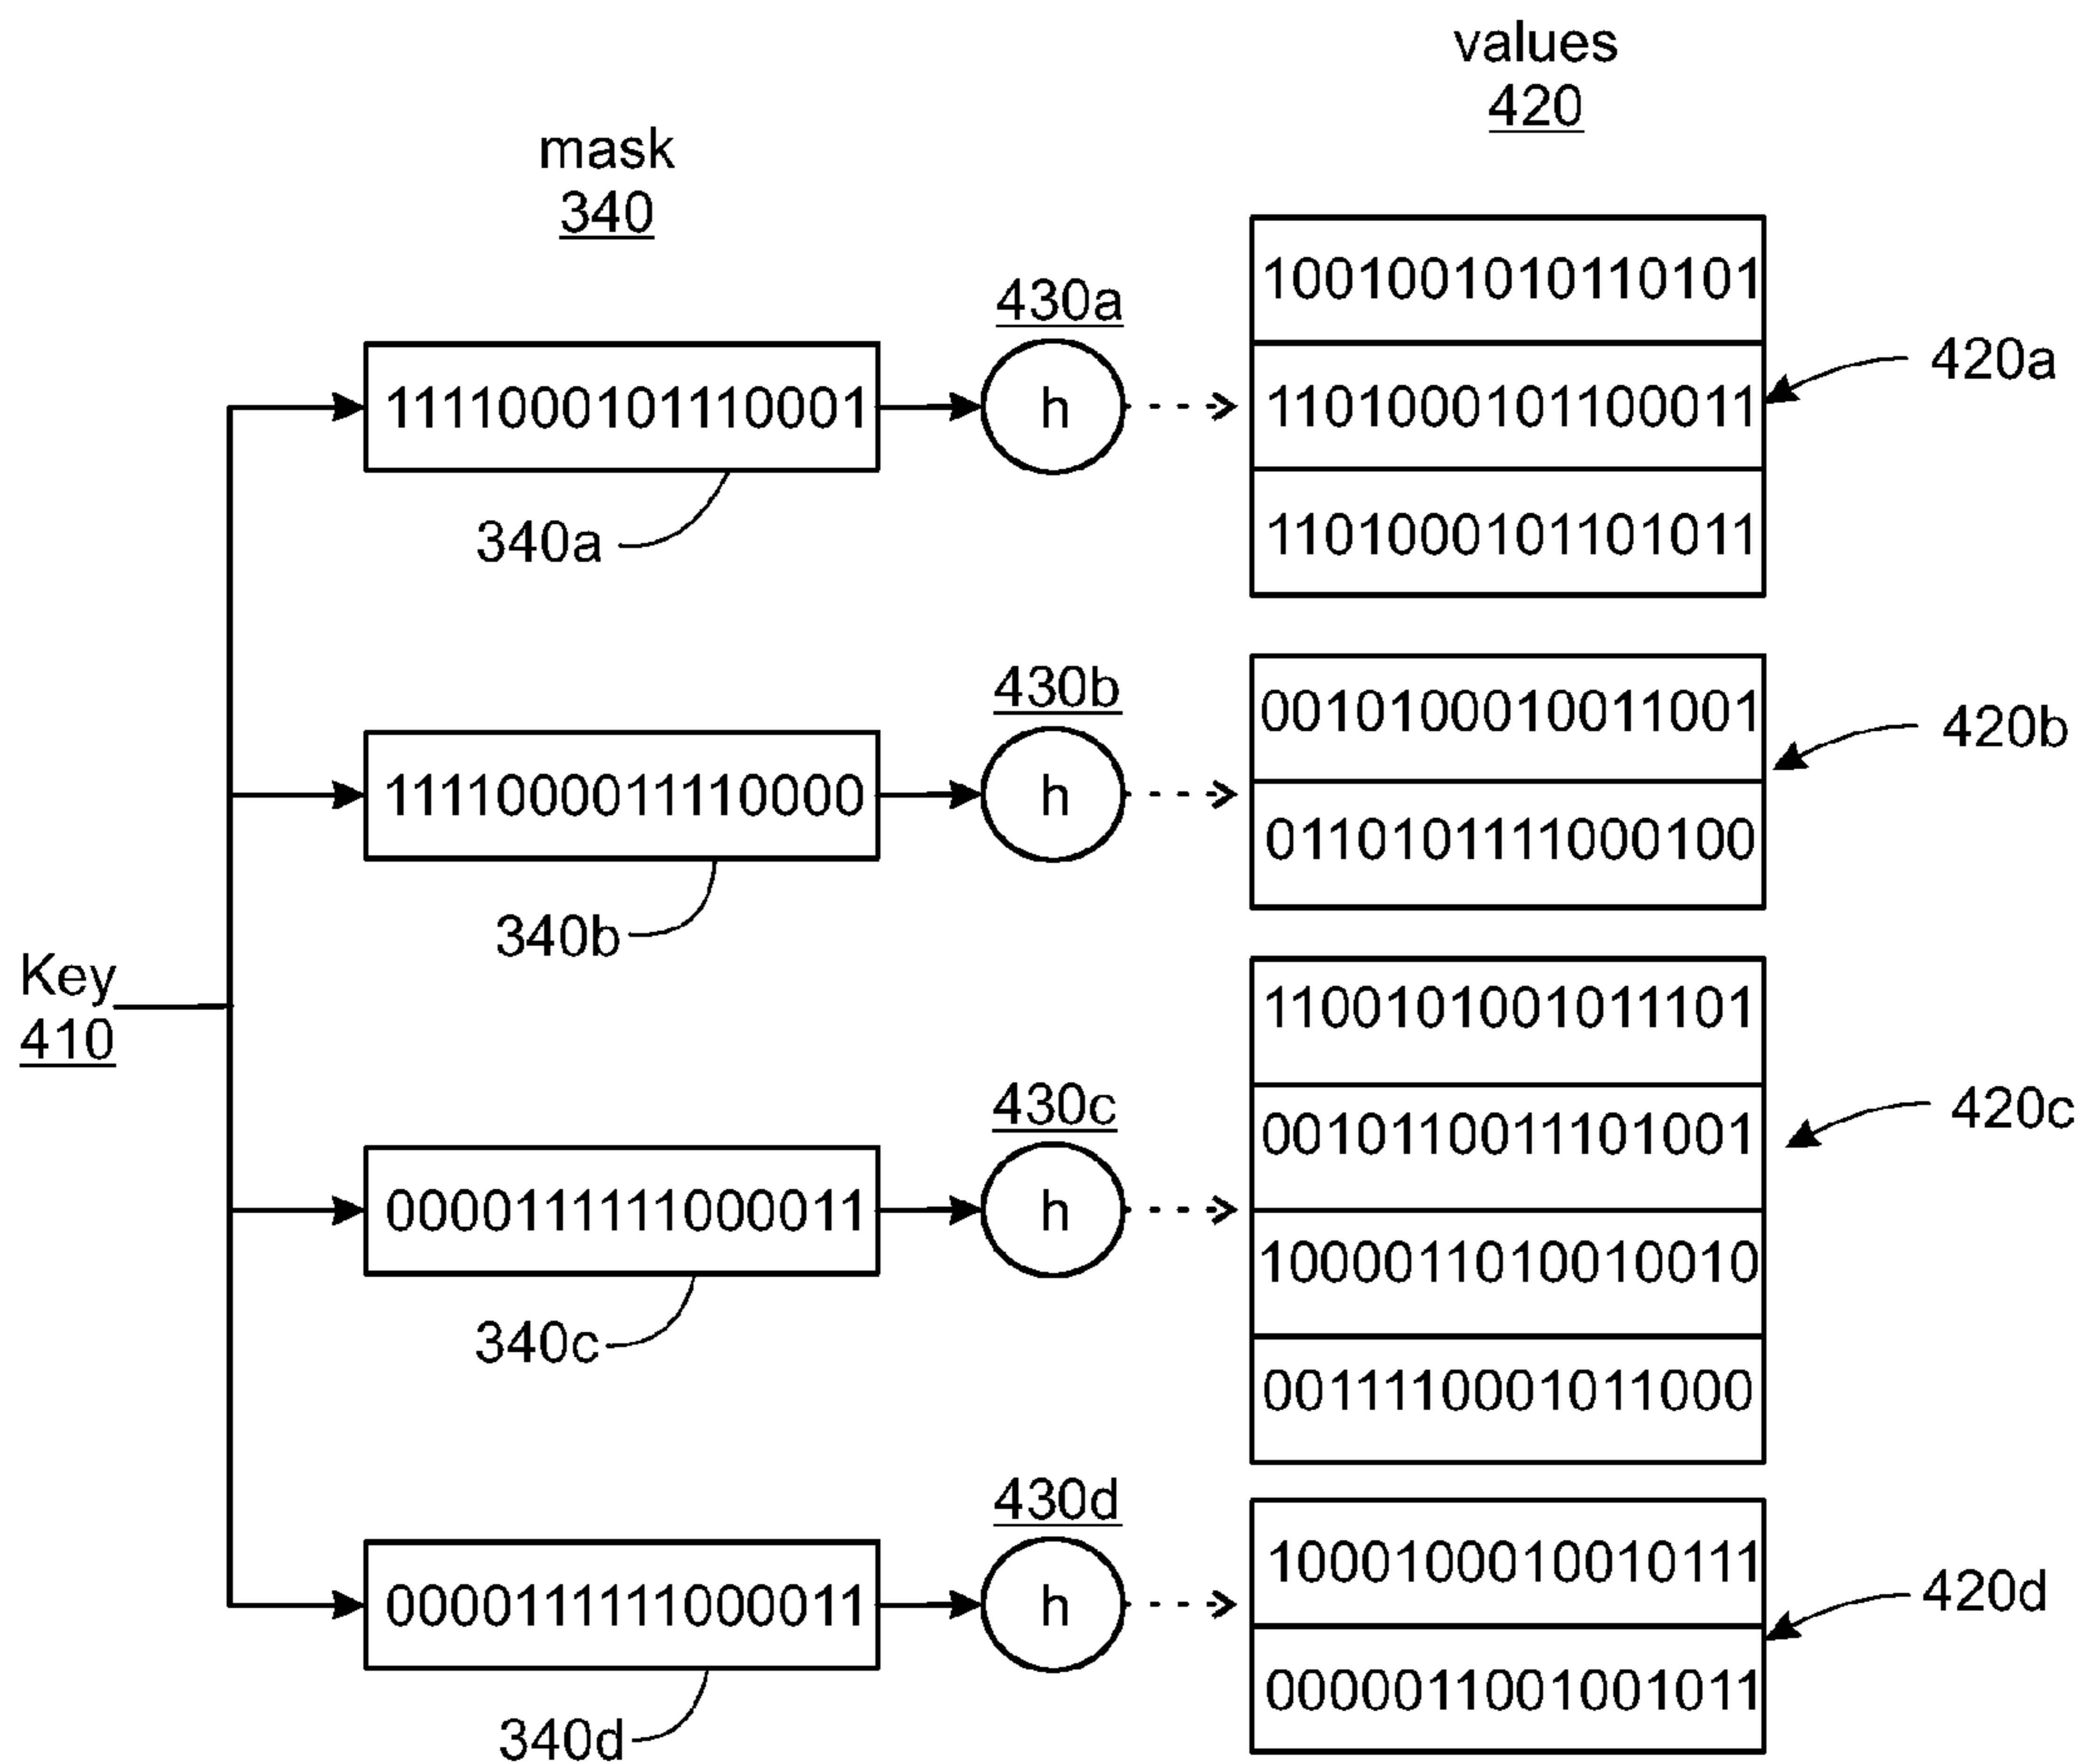 values
420
mask
340
430a
1001001010110101
1111000101110001
h
1101000101100011
420a
340a
1101000101101011
430b
0010100010011001
420b
1111000011110000
h
0110101111000100
340b
Key
410
1100101001011101
430c
0010110011101001
420c
0000111111000011
h
1000011010010010
340c
0011110001011000
430d
1000100010010111
0000111111000011
h
420d
340d
0000011001001011